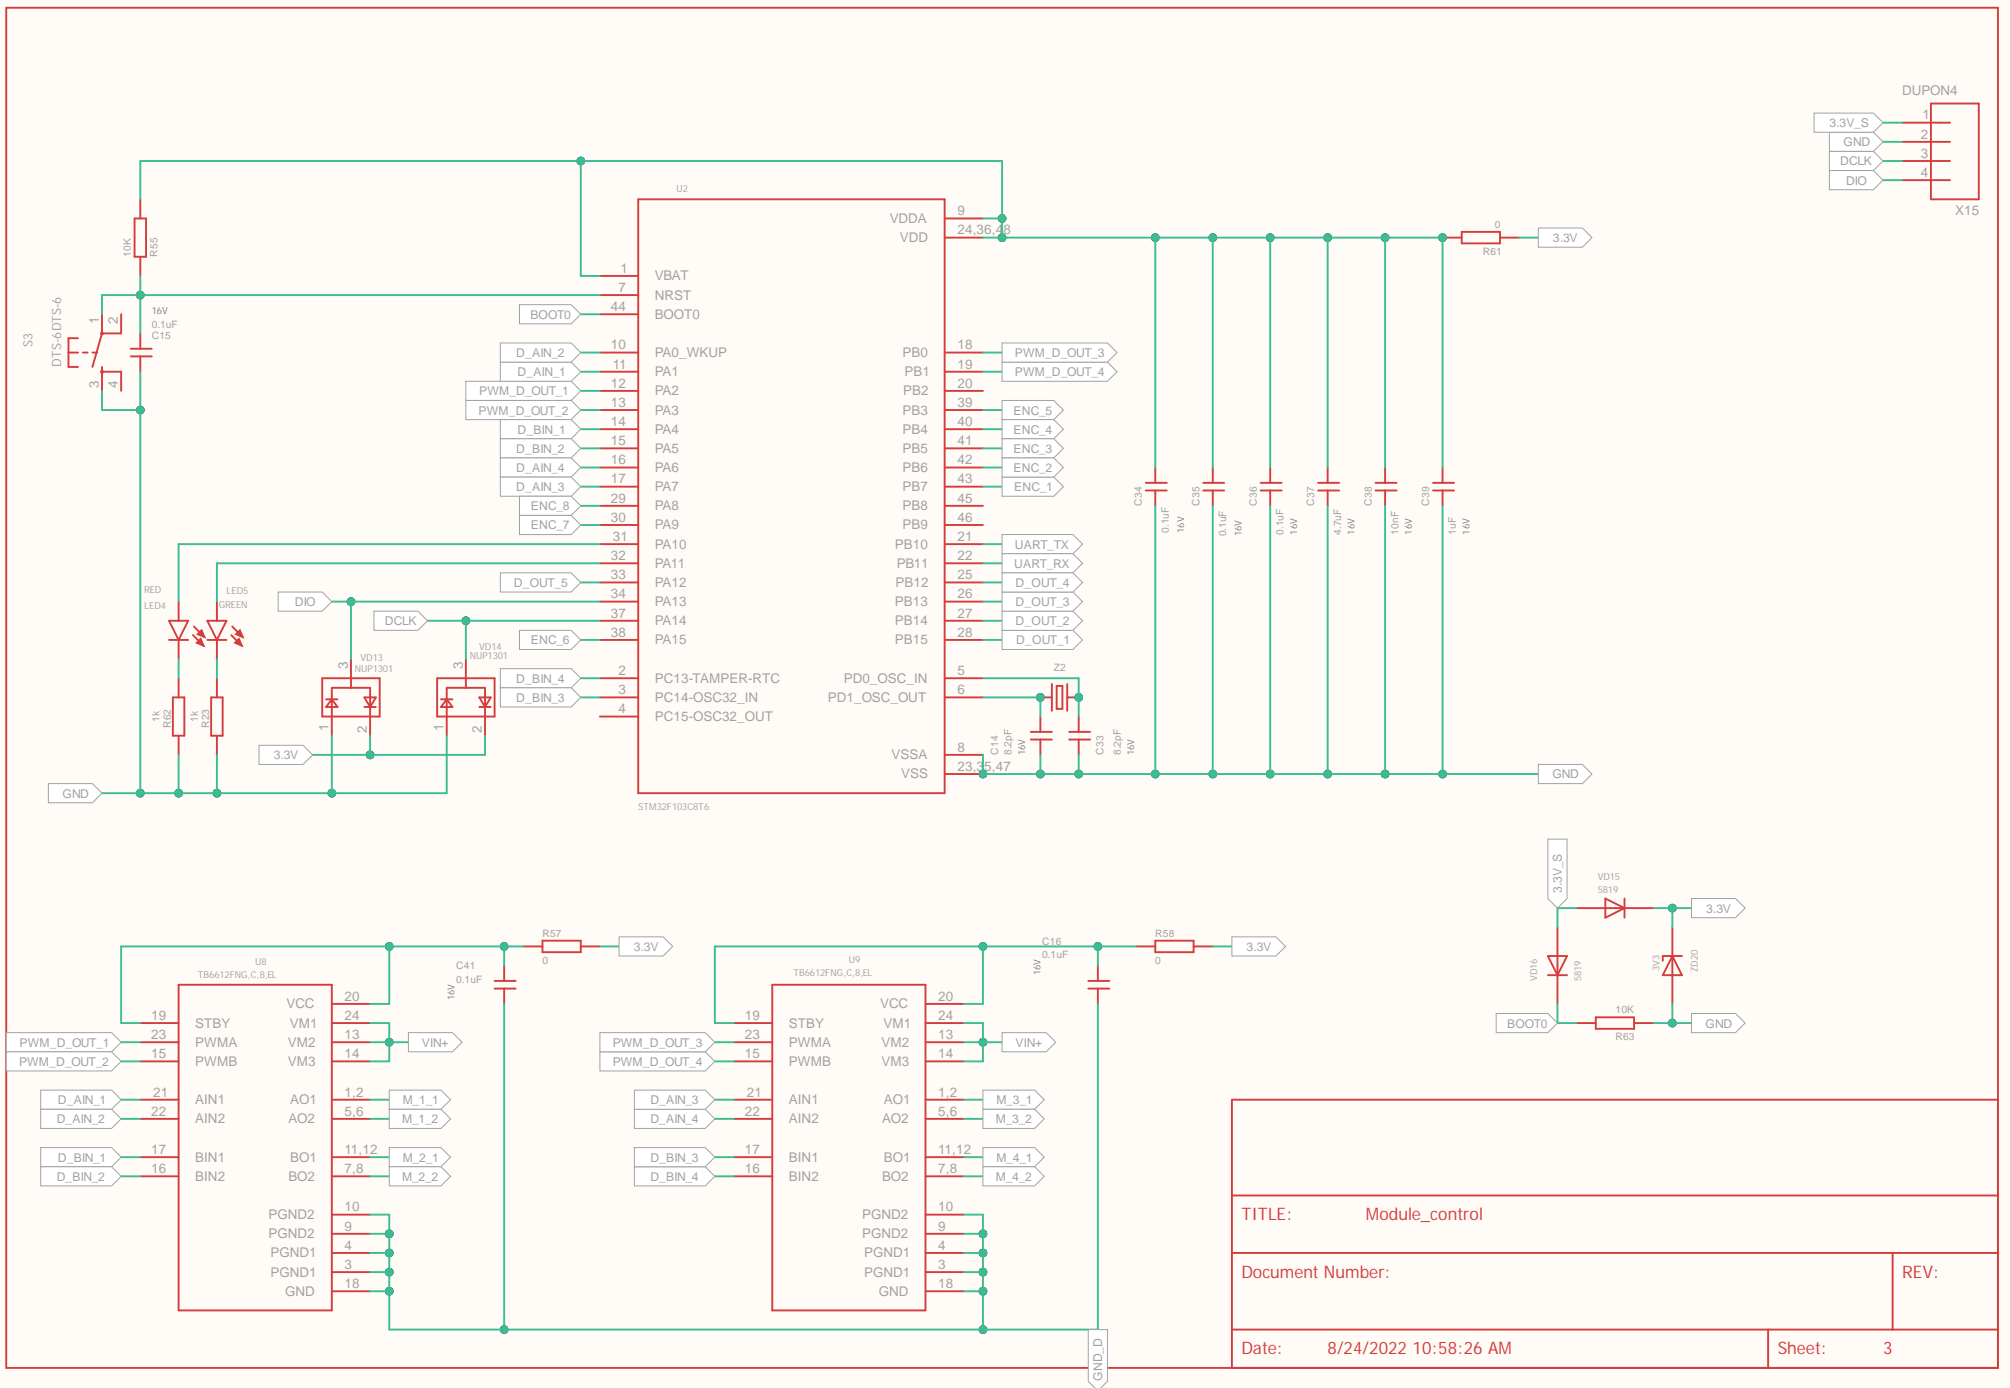 DUPON4
3.3V_S 1
GND 2
DCLK 3
DIO 4
X15
U2
VDDA 9
VDD 24,36,48
0
R61
3.3V
10K
R55
1 VBAT
7 NRST
BOOT0 44 BOOT0
S3
DTS-6DTS-6
1 2
3 4
16V
0.1uF
C15
D_AIN_2 10 PA0_WKUP
D_AIN_1 11 PA1
PWM_D_OUT_1 12 PA2
PWM_D_OUT_2 13 PA3
D_BIN_1 14 PA4
D_BIN_2 15 PA5
D_AIN_4 16 PA6
D_AIN_3 17 PA7
ENC_8 29 PA8
ENC_7 30 PA9
31 PA10
32 PA11
D_OUT_5 33 PA12
DIO 34 PA13
DCLK 37 PA14
ENC_6 38 PA15
D_BIN_4 2 PC13-TAMPER-RTC
D_BIN_3 3 PC14-OSC32_IN
4 PC15-OSC32_OUT
PB0 18 PWM_D_OUT_3
PB1 19 PWM_D_OUT_4
PB2 20
PB3 39 ENC_5
PB4 40 ENC_4
PB5 41 ENC_3
PB6 42 ENC_2
PB7 43 ENC_1
PB8 45
PB9 46
PB10 21 UART_TX
PB11 22 UART_RX
PB12 25 D_OUT_4
PB13 26 D_OUT_3
PB14 27 D_OUT_2
PB15 28 D_OUT_1
PD0_OSC_IN 5
PD1_OSC_OUT 6
VSSA 8
VSS 23,35,47
STM32F103C8T6
Z2
C14 8.2pF 16V
C33 8.2pF 16V
C34 0.1uF 16V
C35 0.1uF 16V
C36 0.1uF 16V
C37 4.7uF 16V
C38 10nF 16V
C39 1uF 16V
GND
RED
LED4
LED5
GREEN
1k R62
1k R23
VD13
NUP1301
3
1 2
VD14
NUP1301
3
1 2
3.3V
GND
3.3V_S
VD15
5819
3.3V
VD16 5819
3V3 ZD20
BOOT0
10K
R63
GND
R57
0
3.3V
C41
0.1uF
16V
U8
TB6612FNG,C,8,EL
VCC 20
19 STBY VM1 24
PWM_D_OUT_1 23 PWMA VM2 13 VIN+
PWM_D_OUT_2 15 PWMB VM3 14
D_AIN_1 21 AIN1 AO1 1,2 M_1_1
D_AIN_2 22 AIN2 AO2 5,6 M_1_2
D_BIN_1 17 BIN1 BO1 11,12 M_2_1
D_BIN_2 16 BIN2 BO2 7,8 M_2_2
PGND2 10
PGND2 9
PGND1 4
PGND1 3
GND 18
R58
0
3.3V
C16
0.1uF
16V
U9
TB6612FNG,C,8,EL
VCC 20
19 STBY VM1 24
PWM_D_OUT_3 23 PWMA VM2 13 VIN+
PWM_D_OUT_4 15 PWMB VM3 14
D_AIN_3 21 AIN1 AO1 1,2 M_3_1
D_AIN_4 22 AIN2 AO2 5,6 M_3_2
D_BIN_3 17 BIN1 BO1 11,12 M_4_1
D_BIN_4 16 BIN2 BO2 7,8 M_4_2
PGND2 10
PGND2 9
PGND1 4
PGND1 3
GND 18
GND_D
TITLE: Module_control
Document Number:
REV:
Date: 8/24/2022 10:58:26 AM
Sheet: 3